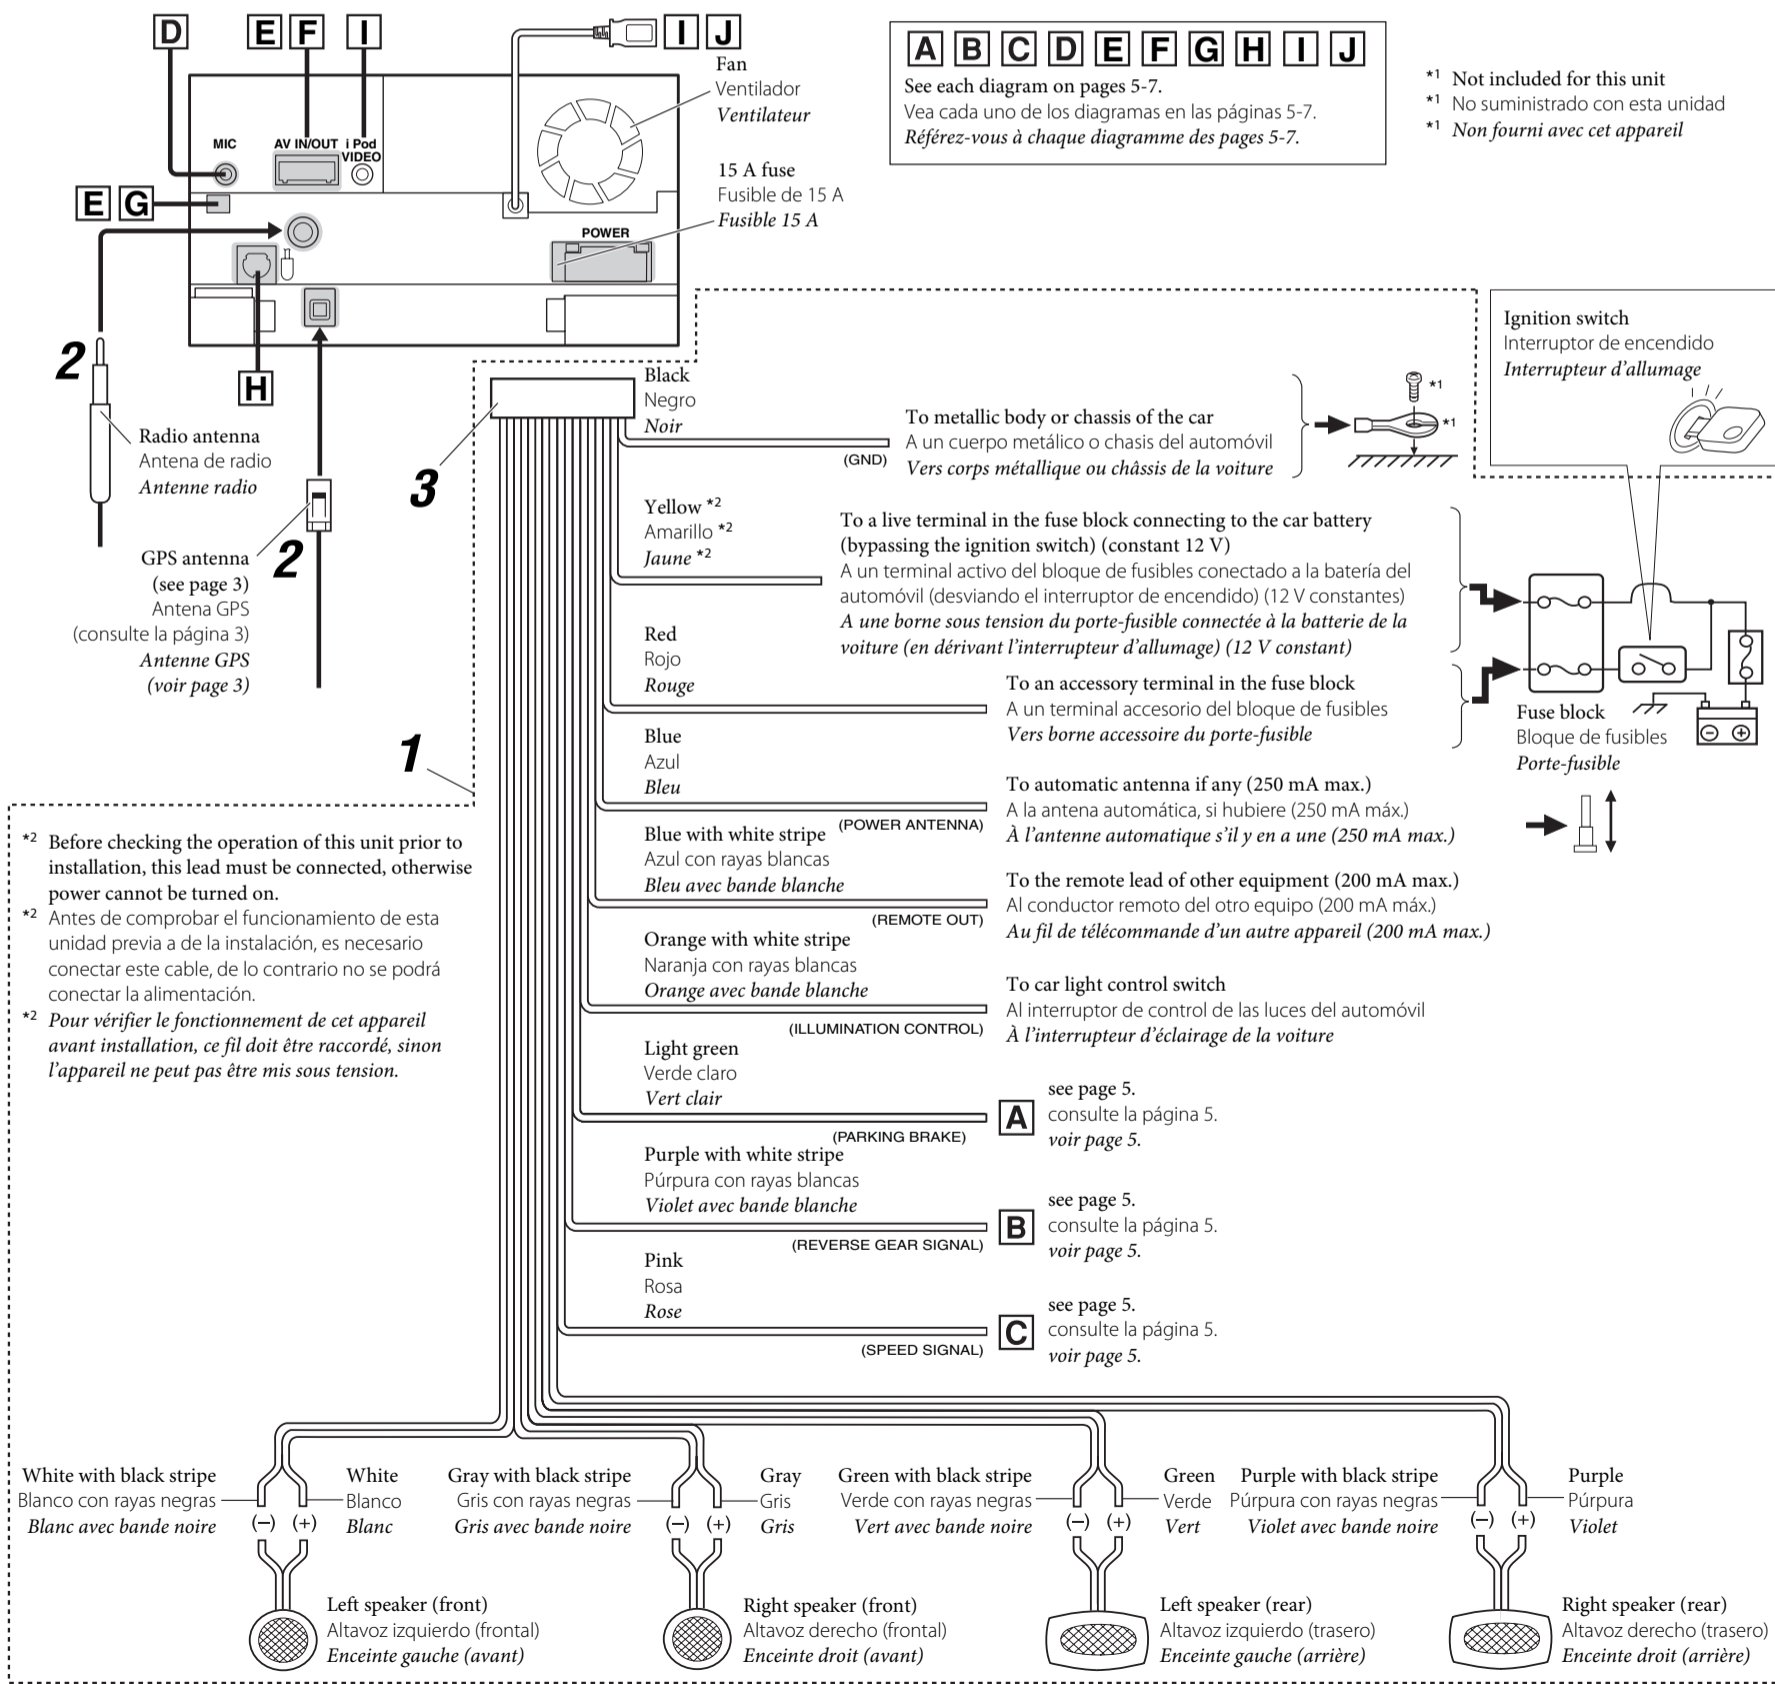 D
E F
I
I J
Fan
Ventilador
Ventilateur
MIC
AV IN/OUT
iPod
VIDEO
E G
15 A fuse
Fusible de 15 A
Fusible 15 A
POWER
H
A B C D E F G H I J
See each diagram on pages 5-7.
Vea cada uno de los diagramas en las páginas 5-7.
Référez-vous à chaque diagramme des pages 5-7.
*1 Not included for this unit
*1 No suministrado con esta unidad
*1 Non fourni avec cet appareil
2
Radio antenna
Antena de radio
Antenne radio
2
GPS antenna
(see page 3)
Antena GPS
(consulte la página 3)
Antenne GPS
(voir page 3)
3
1
Ignition switch
Interruptor de encendido
Interrupteur d'allumage
Black
Negro
Noir
(GND)
To metallic body or chassis of the car
A un cuerpo metálico o chasis del automóvil
Vers corps métallique ou châssis de la voiture
*1
*1
Yellow *2
Amarillo *2
Jaune *2
To a live terminal in the fuse block connecting to the car battery
(bypassing the ignition switch) (constant 12 V)
A un terminal activo del bloque de fusibles conectado a la batería del
automóvil (desviando el interruptor de encendido) (12 V constantes)
A une borne sous tension du porte-fusible connectée à la batterie de la
voiture (en dérivant l'interrupteur d'allumage) (12 V constant)
Red
Rojo
Rouge
To an accessory terminal in the fuse block
A un terminal accesorio del bloque de fusibles
Vers borne accessoire du porte-fusible
Fuse block
Bloque de fusibles
Porte-fusible
Blue
Azul
Bleu
(POWER ANTENNA)
To automatic antenna if any (250 mA max.)
A la antena automática, si hubiere (250 mA máx.)
À l'antenne automatique s'il y en a une (250 mA max.)
Blue with white stripe
Azul con rayas blancas
Bleu avec bande blanche
(REMOTE OUT)
To the remote lead of other equipment (200 mA max.)
Al conductor remoto del otro equipo (200 mA máx.)
Au fil de télécommande d'un autre appareil (200 mA max.)
Orange with white stripe
Naranja con rayas blancas
Orange avec bande blanche
(ILLUMINATION CONTROL)
To car light control switch
Al interruptor de control de las luces del automóvil
À l'interrupteur d'éclairage de la voiture
Light green
Verde claro
Vert clair
(PARKING BRAKE)
A
see page 5.
consulte la página 5.
voir page 5.
Purple with white stripe
Púrpura con rayas blancas
Violet avec bande blanche
(REVERSE GEAR SIGNAL)
B
see page 5.
consulte la página 5.
voir page 5.
Pink
Rosa
Rose
(SPEED SIGNAL)
C
see page 5.
consulte la página 5.
voir page 5.
*2 Before checking the operation of this unit prior to
installation, this lead must be connected, otherwise
power cannot be turned on.
*2 Antes de comprobar el funcionamiento de esta
unidad previa a de la instalación, es necesario
conectar este cable, de lo contrario no se podrá
conectar la alimentación.
*2 Pour vérifier le fonctionnement de cet appareil
avant installation, ce fil doit être raccordé, sinon
l'appareil ne peut pas être mis sous tension.
White with black stripe
Blanco con rayas negras
Blanc avec bande noire
(−) (+)
White
Blanco
Blanc
Left speaker (front)
Altavoz izquierdo (frontal)
Enceinte gauche (avant)
Gray with black stripe
Gris con rayas negras
Gris avec bande noire
(−) (+)
Gray
Gris
Gris
Right speaker (front)
Altavoz derecho (frontal)
Enceinte droit (avant)
Green with black stripe
Verde con rayas negras
Vert avec bande noire
(−) (+)
Green
Verde
Vert
Left speaker (rear)
Altavoz izquierdo (trasero)
Enceinte gauche (arrière)
Purple with black stripe
Púrpura con rayas negras
Violet avec bande noire
(−) (+)
Purple
Púrpura
Violet
Right speaker (rear)
Altavoz derecho (trasero)
Enceinte droit (arrière)